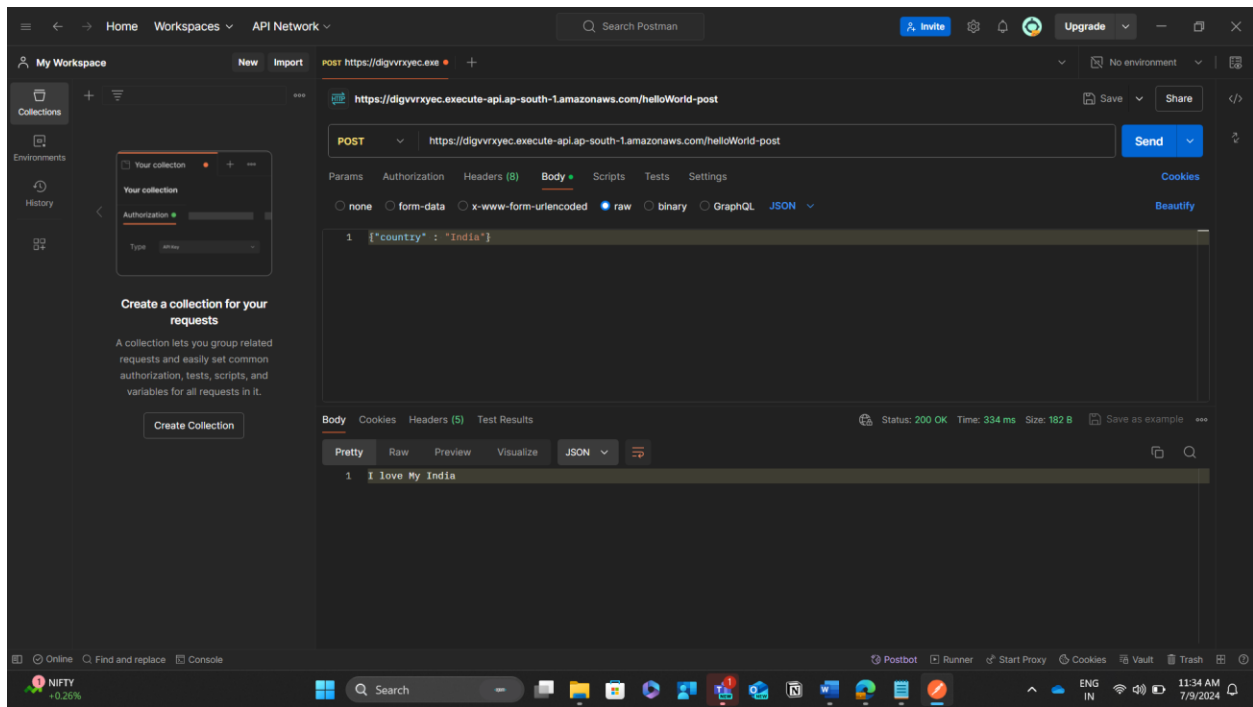 Home Workspaces API Network Search Postman Invite Upgrade
My Workspace New Import POST https://digvvrxyec.exe No environment
Collections
Environments
History
Your collecton
Your collection
Authorization
Type API Key
Create a collection for your
requests
A collection lets you group related
requests and easily set common
authorization, tests, scripts, and
variables for all requests in it.
Create Collection
HTTP https://digvvrxyec.execute-api.ap-south-1.amazonaws.com/helloWorld-post Save Share
POST https://digvvrxyec.execute-api.ap-south-1.amazonaws.com/helloWorld-post Send
Params Authorization Headers (8) Body Scripts Tests Settings Cookies
none form-data x-www-form-urlencoded raw binary GraphQL JSON Beautify
1 {"country" : "India"}
Body Cookies Headers (5) Test Results Status: 200 OK Time: 334 ms Size: 182 B Save as example
Pretty Raw Preview Visualize JSON
1 I love My India
Online Find and replace Console Postbot Runner Start Proxy Cookies Vault Trash
1 NIFTY
+0.26%
Search
1
NEW
NEW
ENG
IN
11:34 AM
7/9/2024